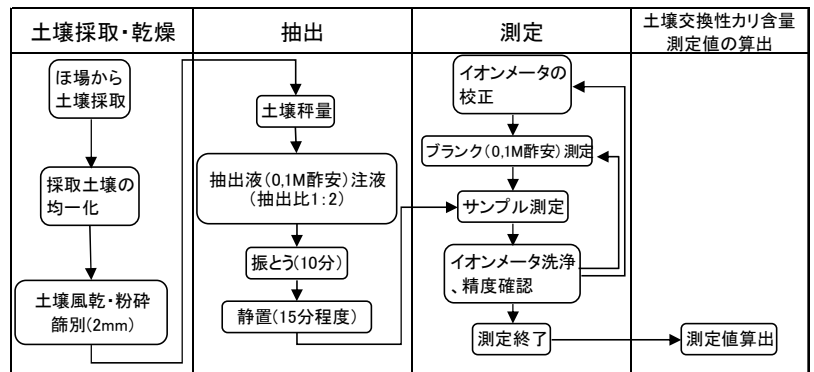 土壌採取・乾燥
ほ場から
土壌採取
採取土壌の
均一化
土壌風乾・粉砕
篩別(2mm)
抽出
土壌秤量
抽出液(0,1M酢安)注液
(抽出比1:2)
振とう(10分)
静置(15分程度)
測定
イオンメータの
校正
ブランク(0,1M酢安)測定
サンプル測定
イオンメータ洗浄
、精度確認
測定終了
土壌交換性カリ含量
測定値の算出
測定値算出